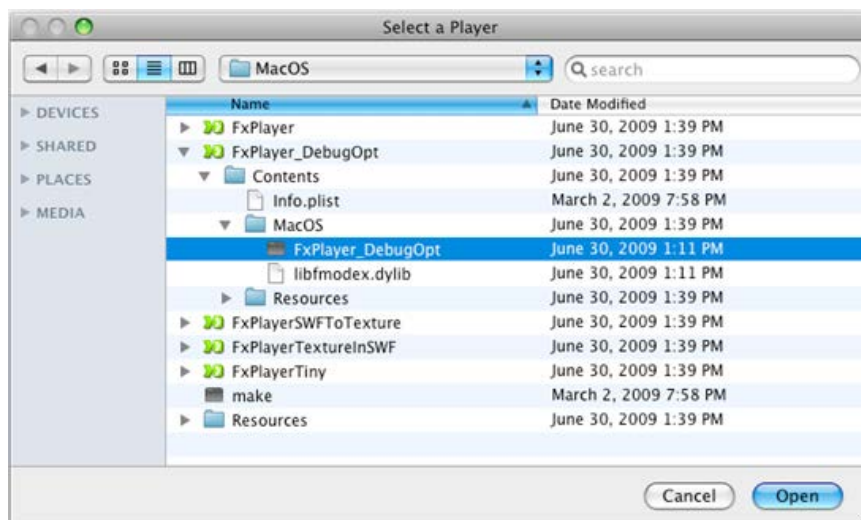 Select a Player
MacOS
search
Name Date Modified
DEVICES
SHARED
PLACES
MEDIA
FxPlayer June 30, 2009 1:39 PM
FxPlayer_DebugOpt June 30, 2009 1:39 PM
Contents June 30, 2009 1:39 PM
Info.plist March 2, 2009 7:58 PM
MacOS June 30, 2009 1:39 PM
FxPlayer_DebugOpt June 30, 2009 1:11 PM
libfmodex.dylib June 30, 2009 1:11 PM
Resources June 30, 2009 1:39 PM
FxPlayerSWFToTexture June 30, 2009 1:39 PM
FxPlayerTextureInSWF June 30, 2009 1:39 PM
FxPlayerTiny June 30, 2009 1:39 PM
make March 2, 2009 7:58 PM
Resources June 30, 2009 1:39 PM
Cancel Open